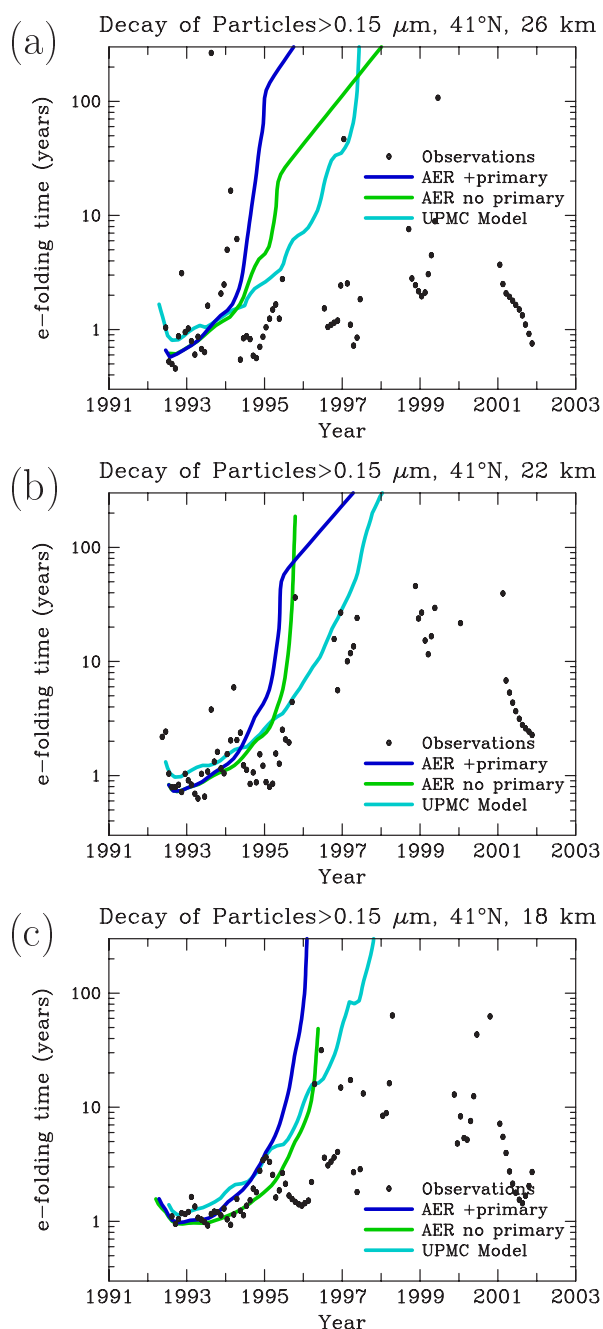 (a)
Decay of Particles>0.15 μm, 41°N, 26 km
e-folding time (years)
100
10
1
Observations
AER +primary
AER no primary
UPMC Model
1991 1993 1995 1997 1999 2001 2003
Year
(b)
Decay of Particles>0.15 μm, 41°N, 22 km
e-folding time (years)
100
10
1
Observations
AER +primary
AER no primary
UPMC Model
1991 1993 1995 1997 1999 2001 2003
Year
(c)
Decay of Particles>0.15 μm, 41°N, 18 km
e-folding time (years)
100
10
1
Observations
AER +primary
AER no primary
UPMC Model
1991 1993 1995 1997 1999 2001 2003
Year